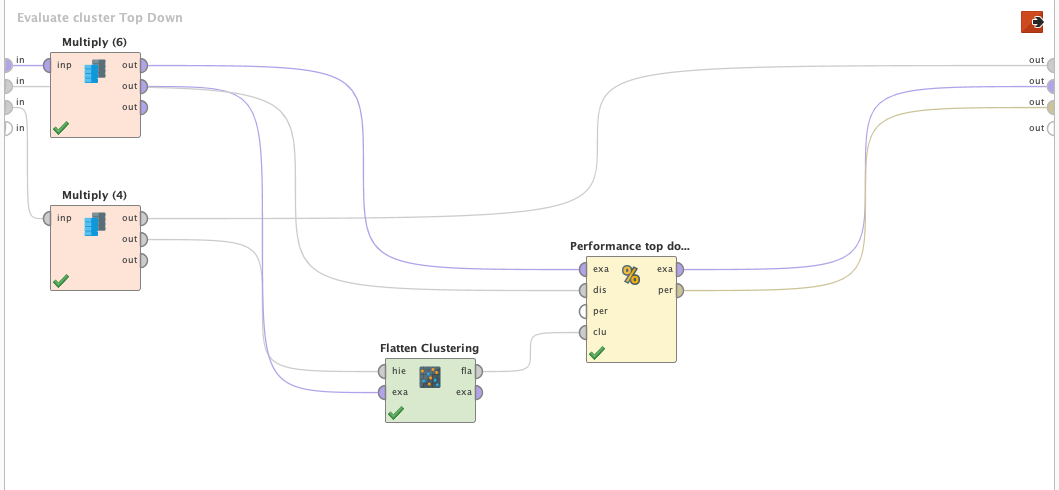 Evaluate cluster Top Down
Multiply (6)
in
inp
out
out
in
out
out
in
out
out
in
out
Multiply (4)
inp
out
out
out
Performance top do...
exa
exa
dis
per
per
clu
Flatten Clustering
hie
fla
exa
exa